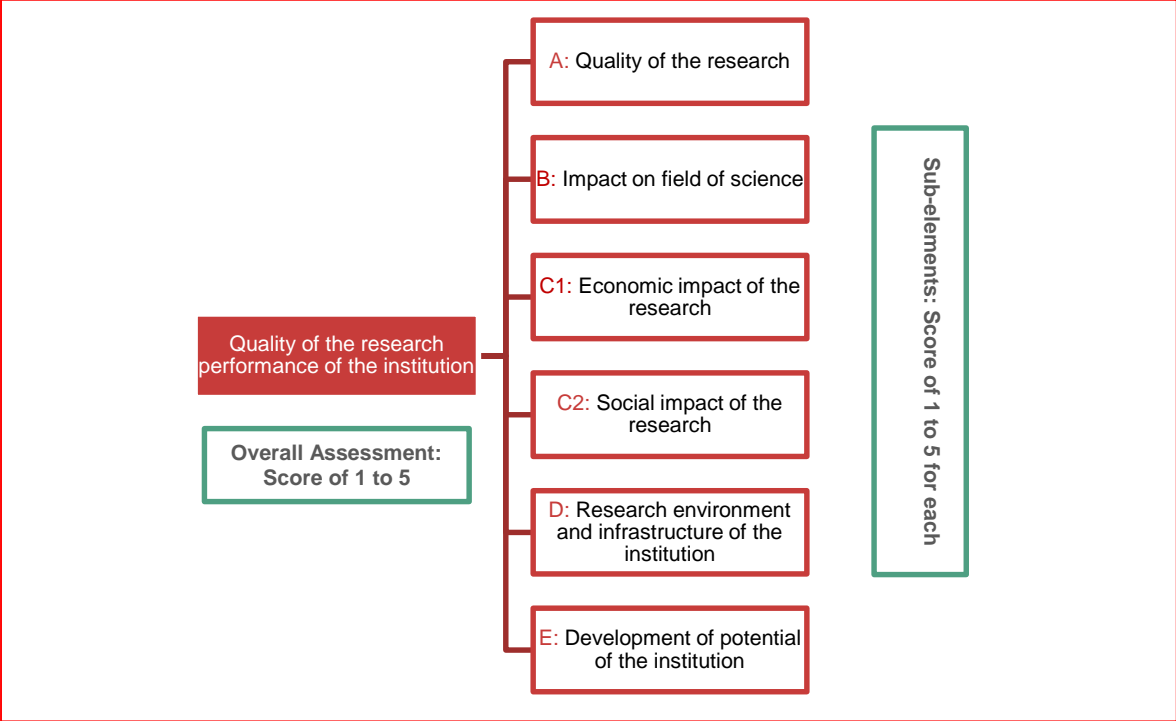 A: Quality of the research
B: Impact on field of science
C1: Economic impact of the
research
Quality of the research
performance of the institution
C2: Social impact of the
research
Overall Assessment:
Score of 1 to 5
D: Research environment
and infrastructure of the
institution
E: Development of potential
of the institution
Sub-elements: Score of 1 to 5 for each